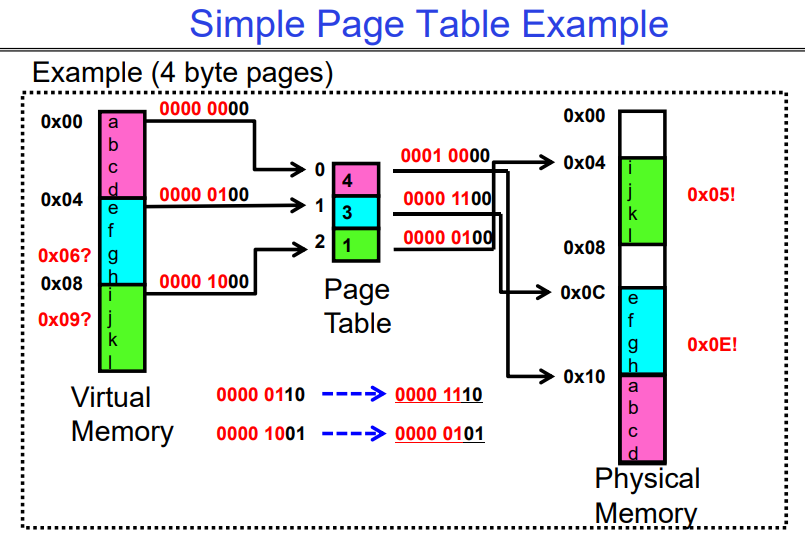 Simple Page Table Example
Example (4 byte pages)
0x00
a
b
c
d
0x04
e
f
0x06?
g
h
0x08
i
0x09?
j
k
l
Virtual
Memory
0000 0000
0000 0100
0000 1000
0
4
1
3
2
1
Page
Table
0001 0000
0000 1100
0000 0100
0000 0110
0000 1110
0000 1001
0000 0101
0x00
0x04
i
j
k
l
0x05!
0x08
0x0C
e
f
g
h
0x0E!
0x10
a
b
c
d
Physical
Memory